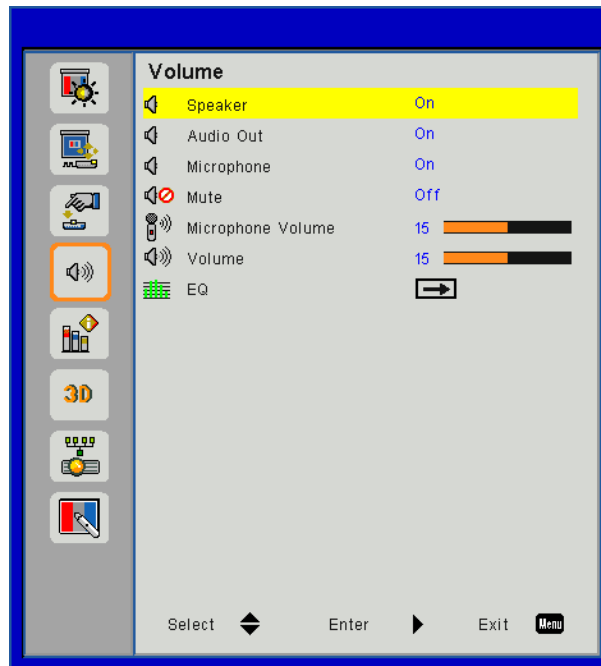 Volume
Speaker On
Audio Out On
Microphone On
Mute Off
Microphone Volume 15
Volume 15
EQ
3D
Select Enter Exit Menu